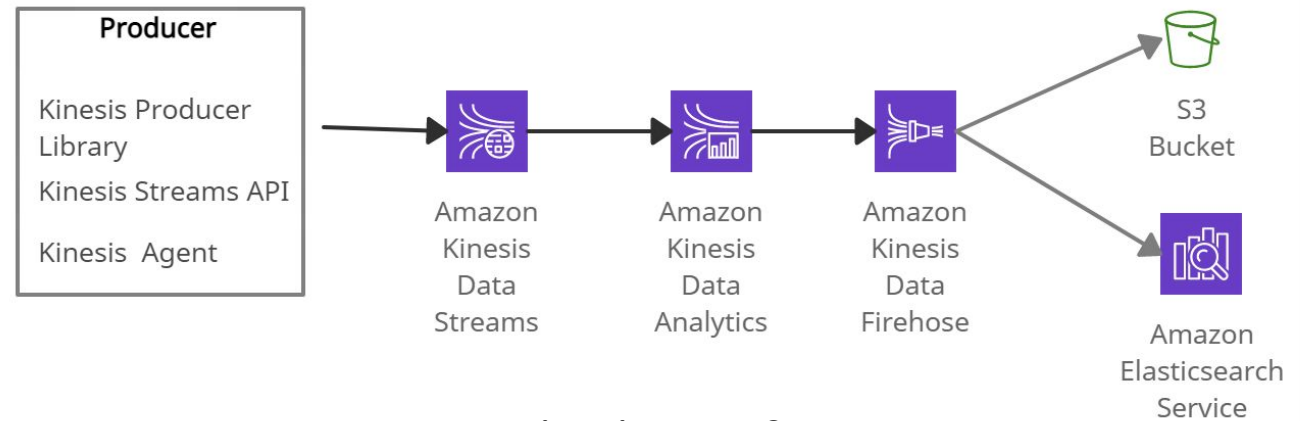 Producer
Kinesis Producer
Library
Kinesis Streams API
Kinesis Agent
Amazon
Kinesis
Data
Streams
Amazon
Kinesis
Data
Analytics
Amazon
Kinesis
Data
Firehose
S3
Bucket
Amazon
Elasticsearch
Service